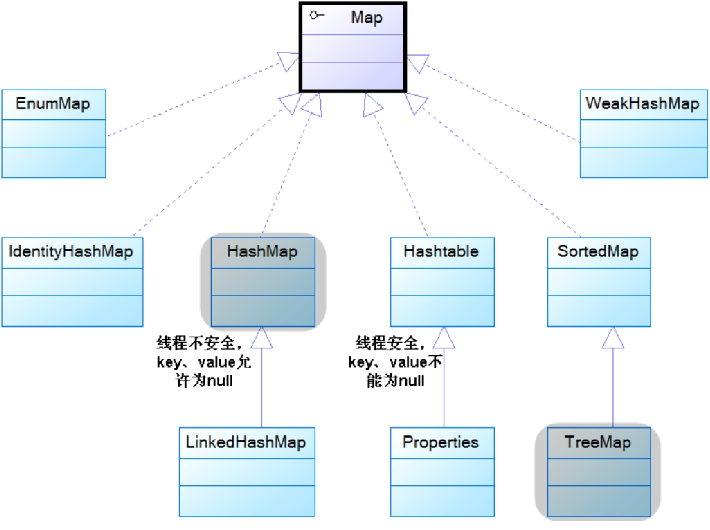 Map
EnumMap
WeakHashMap
IdentityHashMap
HashMap
Hashtable
SortedMap
线程不安全，
key、value允
许为null
线程安全，
key、value不
能为null
LinkedHashMap
Properties
TreeMap